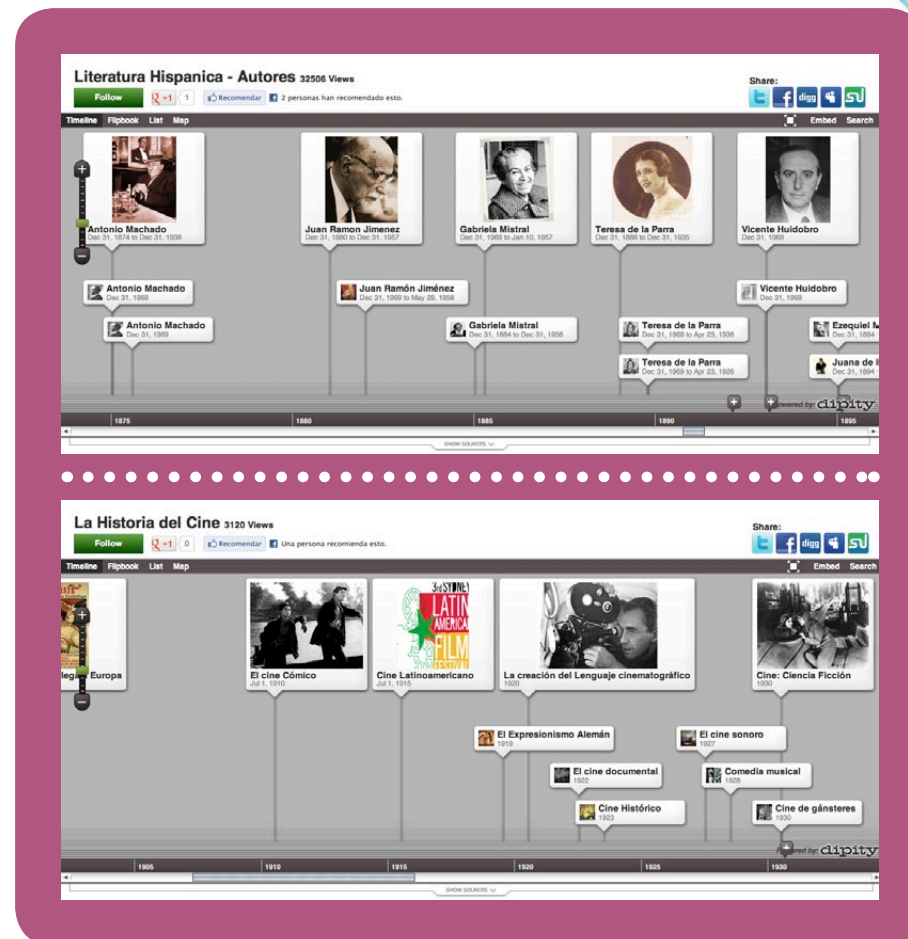 Literatura Hispanica - Autores 32506 Views
Share:
Follow +1 1 Recomendar 2 personas han recomendado esto.
digg
Timeline Flipbook List Map Embed Search
Antonio Machado
Dec 31, 1874 to Dec 31, 1938
Juan Ramon Jimenez
Dec 31, 1880 to Dec 31, 1957
Gabriela Mistral
Dec 31, 1969 to Jan 10, 1957
Teresa de la Parra
Dec 31, 1888 to Dec 31, 1935
Vicente Huidobro
Dec 31, 1969
Antonio Machado
Dec 31, 1969
Juan Ramón Jiménez
Dec 31, 1969 to May 29, 1958
Vicente Huidobro
Dec 31, 1969
Antonio Machado
Dec 31, 1969
Gabriela Mistral
Dec 31, 1884 to Dec 31, 1956
Teresa de la Parra
Dec 31, 1969 to Apr 23, 1936
Ezequiel M
Dec 31, 1894
Teresa de la Parra
Dec 31, 1969 to Apr 23, 1926
Juana de
Dec 31, 1894
powered by: dipity
1875 1880 1885 1890 1895
SHOW SOURCES
La Historia del Cine 3120 Views
Share:
Follow +1 0 Recomendar Una persona recomienda esto.
digg
Timeline Flipbook List Map Embed Search
3rd SYDNEY
LATIN
AMERICAN
FILM
FESTIVAL
Europa
El cine Cómico
Jul 1, 1910
Cine Latinoamericano
Jul 1, 1915
La creación del Lenguaje cinematográfico
1920
Cine: Ciencia Ficción
1930
El Expresionismo Alemán
1919
El cine sonoro
1927
El cine documental
1922
Comedia musical
1928
Cine Histórico
1923
Cine de gánsteres
1930
by: dipity
1905 1910 1915 1920 1925 1930
SHOW SOURCES